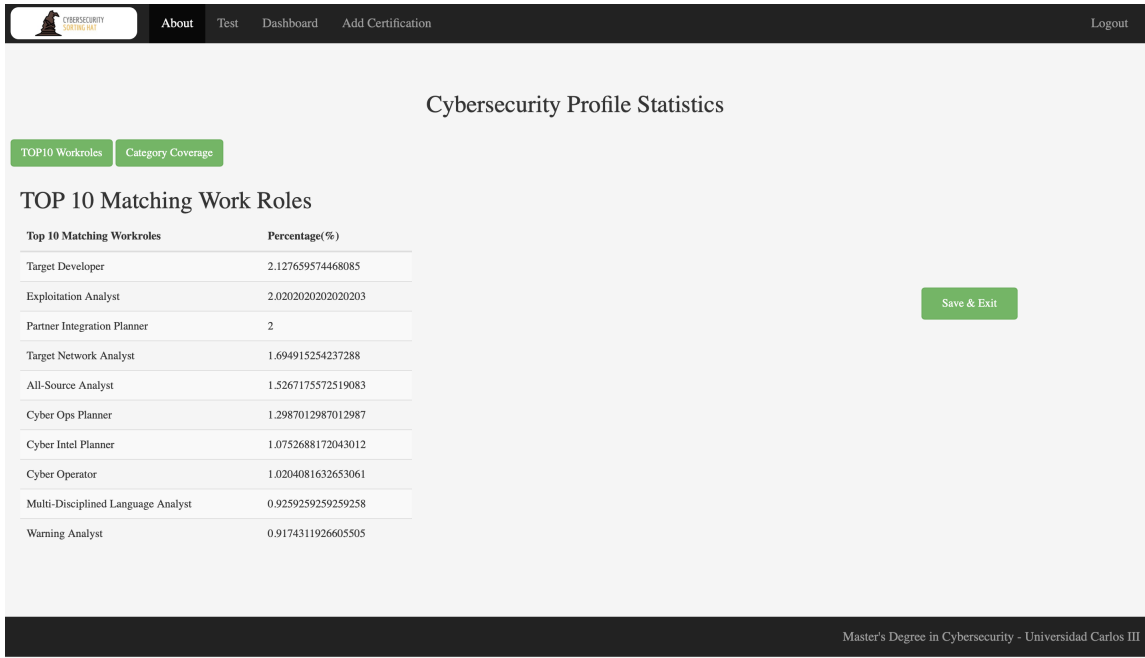 CYBERSECURITY
SORTING HAT
About Test Dashboard Add Certification Logout
Cybersecurity Profile Statistics
TOP10 Workroles Category Coverage
TOP 10 Matching Work Roles
Top 10 Matching Workroles Percentage(%)
Target Developer 2.127659574468085
Exploitation Analyst 2.0202020202020203
Partner Integration Planner 2
Target Network Analyst 1.694915254237288
All-Source Analyst 1.5267175572519083
Cyber Ops Planner 1.2987012987012987
Cyber Intel Planner 1.0752688172043012
Cyber Operator 1.0204081632653061
Multi-Disciplined Language Analyst 0.9259259259259258
Warning Analyst 0.9174311926605505
Save & Exit
Master's Degree in Cybersecurity - Universidad Carlos III